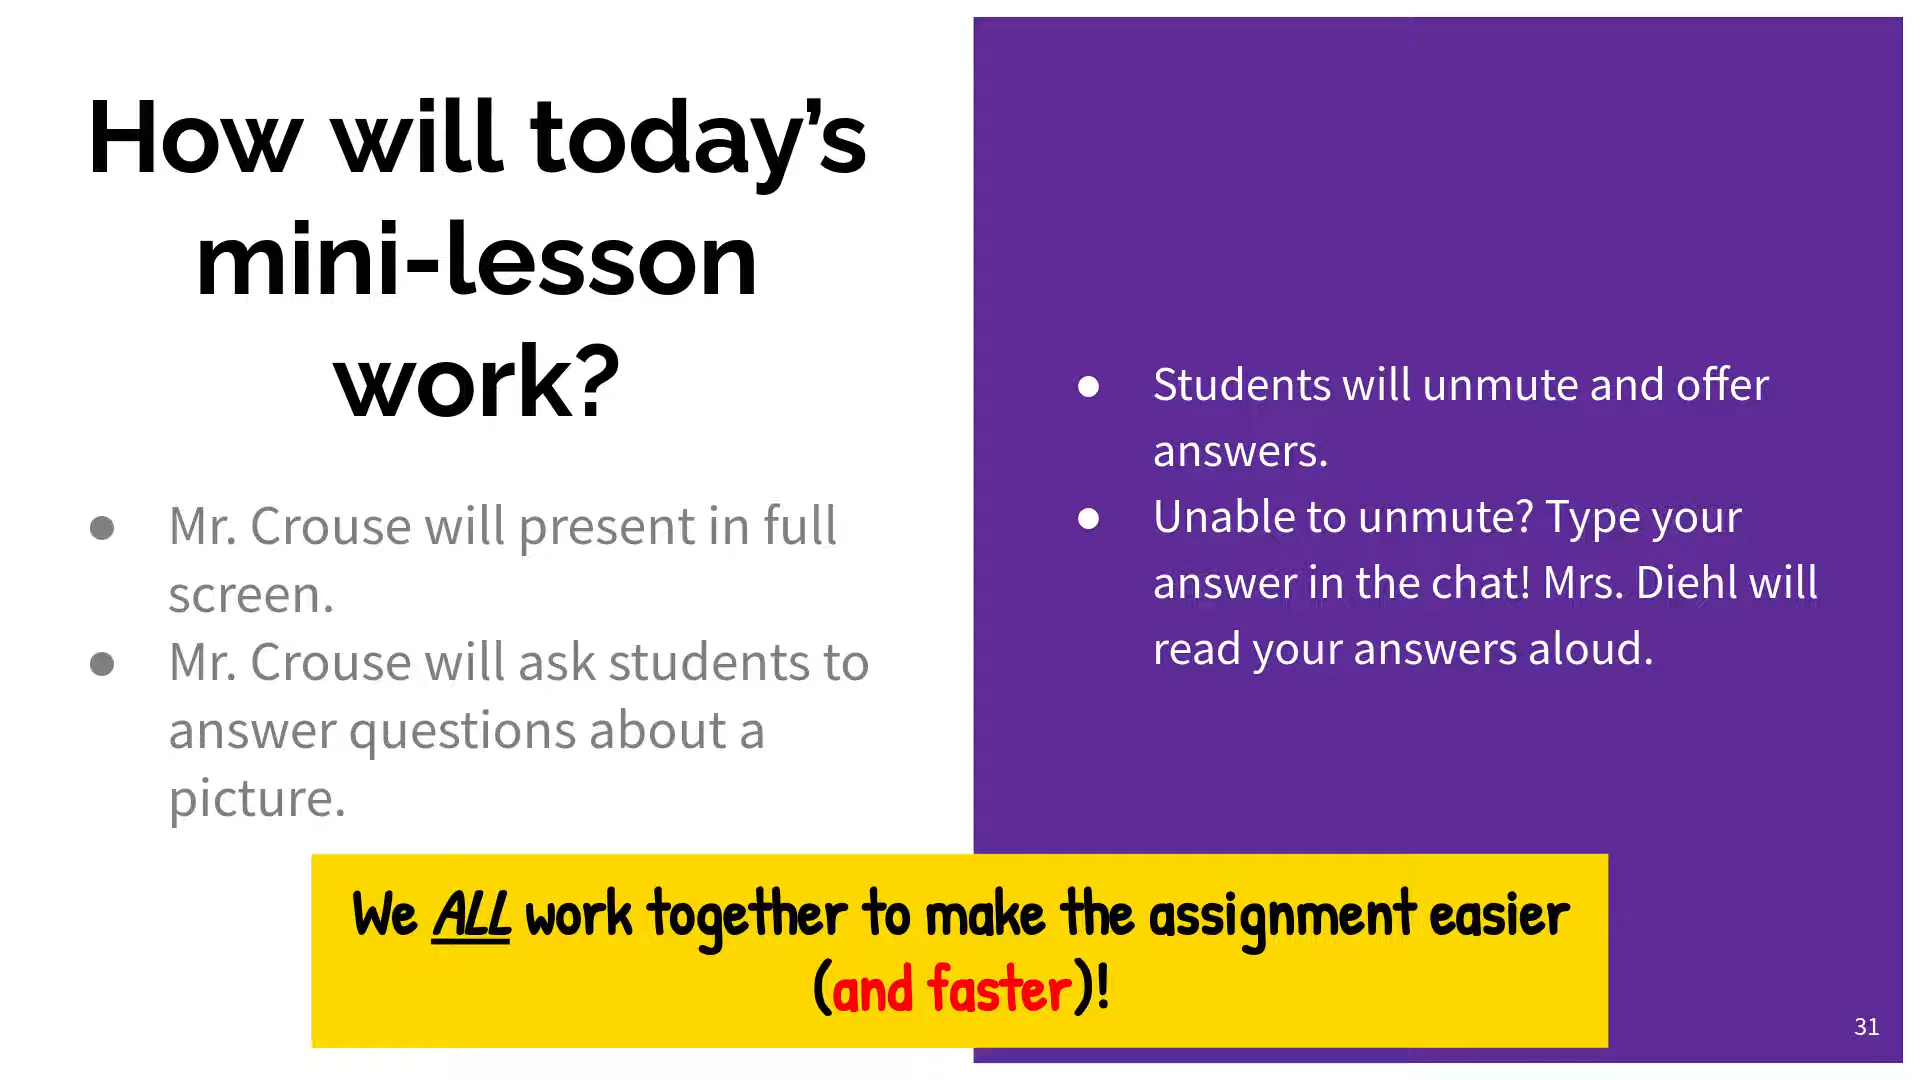 How will today’s
mini-lesson
work?
● Mr. Crouse will present in full
screen.
● Mr. Crouse will ask students to
answer questions about a
picture.
● Students will unmute and offer
answers.
● Unable to unmute? Type your
answer in the chat! Mrs. Diehl will
read your answers aloud.
We ALL work together to make the assignment easier
(and faster)!
31